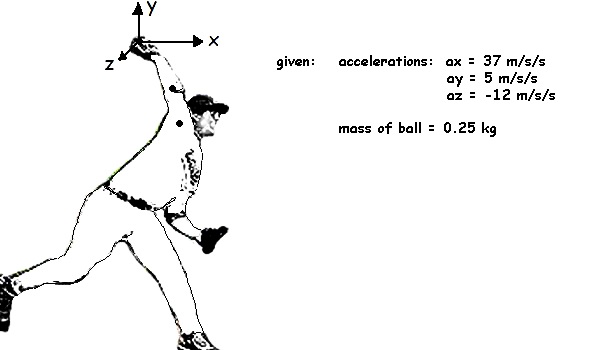 y
x
z
given: accelerations: ax = 37 m/s/s
ay = 5 m/s/s
az = -12 m/s/s
mass of ball = 0.25 kg